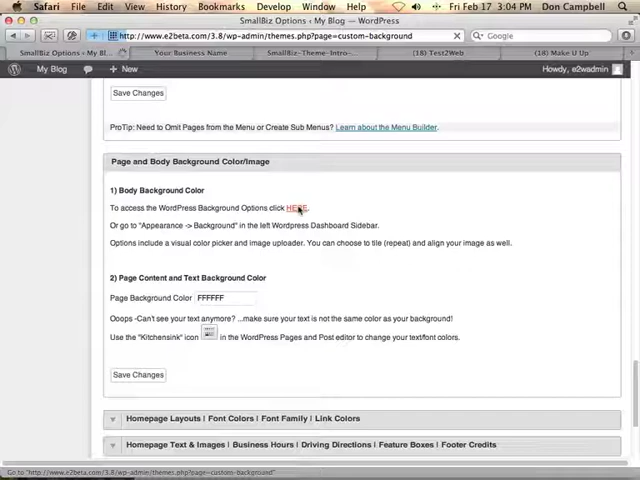 Safari File Edit View History Bookmarks Develop Window Help Fri Feb 17 3:04 PM Don Campbell
SmallBiz Options ‹ My Blog — WordPress
http://www.e2beta.com/3.8/wp-admin/themes.php?page=custom-background Google
SmallBiz Options ‹ My Bl... Your Business Name SmallBiz-Theme-Intro-... (18) Test2Web (18) Make U Up
My Blog + New Howdy, e2wadmin
Save Changes
ProTip: Need to Omit Pages from the Menu or Create Sub Menus? Learn about the Menu Builder.
Page and Body Background Color/Image
1) Body Background Color
To access the WordPress Background Options click HERE.
Or go to "Appearance -> Background" in the left Wordpress Dashboard Sidebar.
Options include a visual color picker and image uploader. You can choose to tile (repeat) and align your image as well.
2) Page Content and Text Background Color
Page Background Color FFFFFF
Ooops -Can't see your text anymore? ...make sure your text is not the same color as your background!
Use the "Kitchensink" icon in the WordPress Pages and Post editor to change your text/font colors.
Save Changes
Homepage Layouts | Font Colors | Font Family | Link Colors
Homepage Text & Images | Business Hours | Driving Directions | Feature Boxes | Footer Credits
Go to "http://www.e2beta.com/3.8/wp-admin/themes.php?page=custom-background"